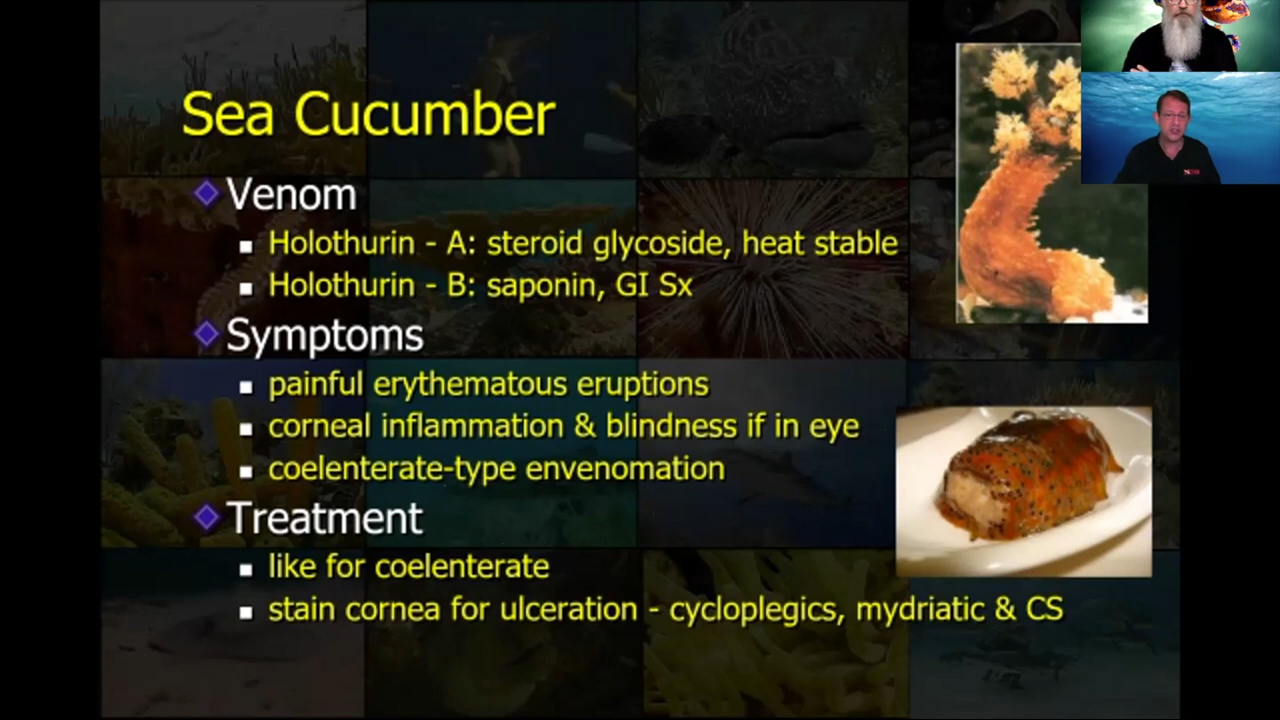 Sea Cucumber
Venom
Holothurin - A: steroid glycoside, heat stable
Holothurin - B: saponin, GI Sx
Symptoms
painful erythematous eruptions
corneal inflammation & blindness if in eye
coelenterate-type envenomation
Treatment
like for coelenterate
stain cornea for ulceration - cycloplegics, mydriatic & CS